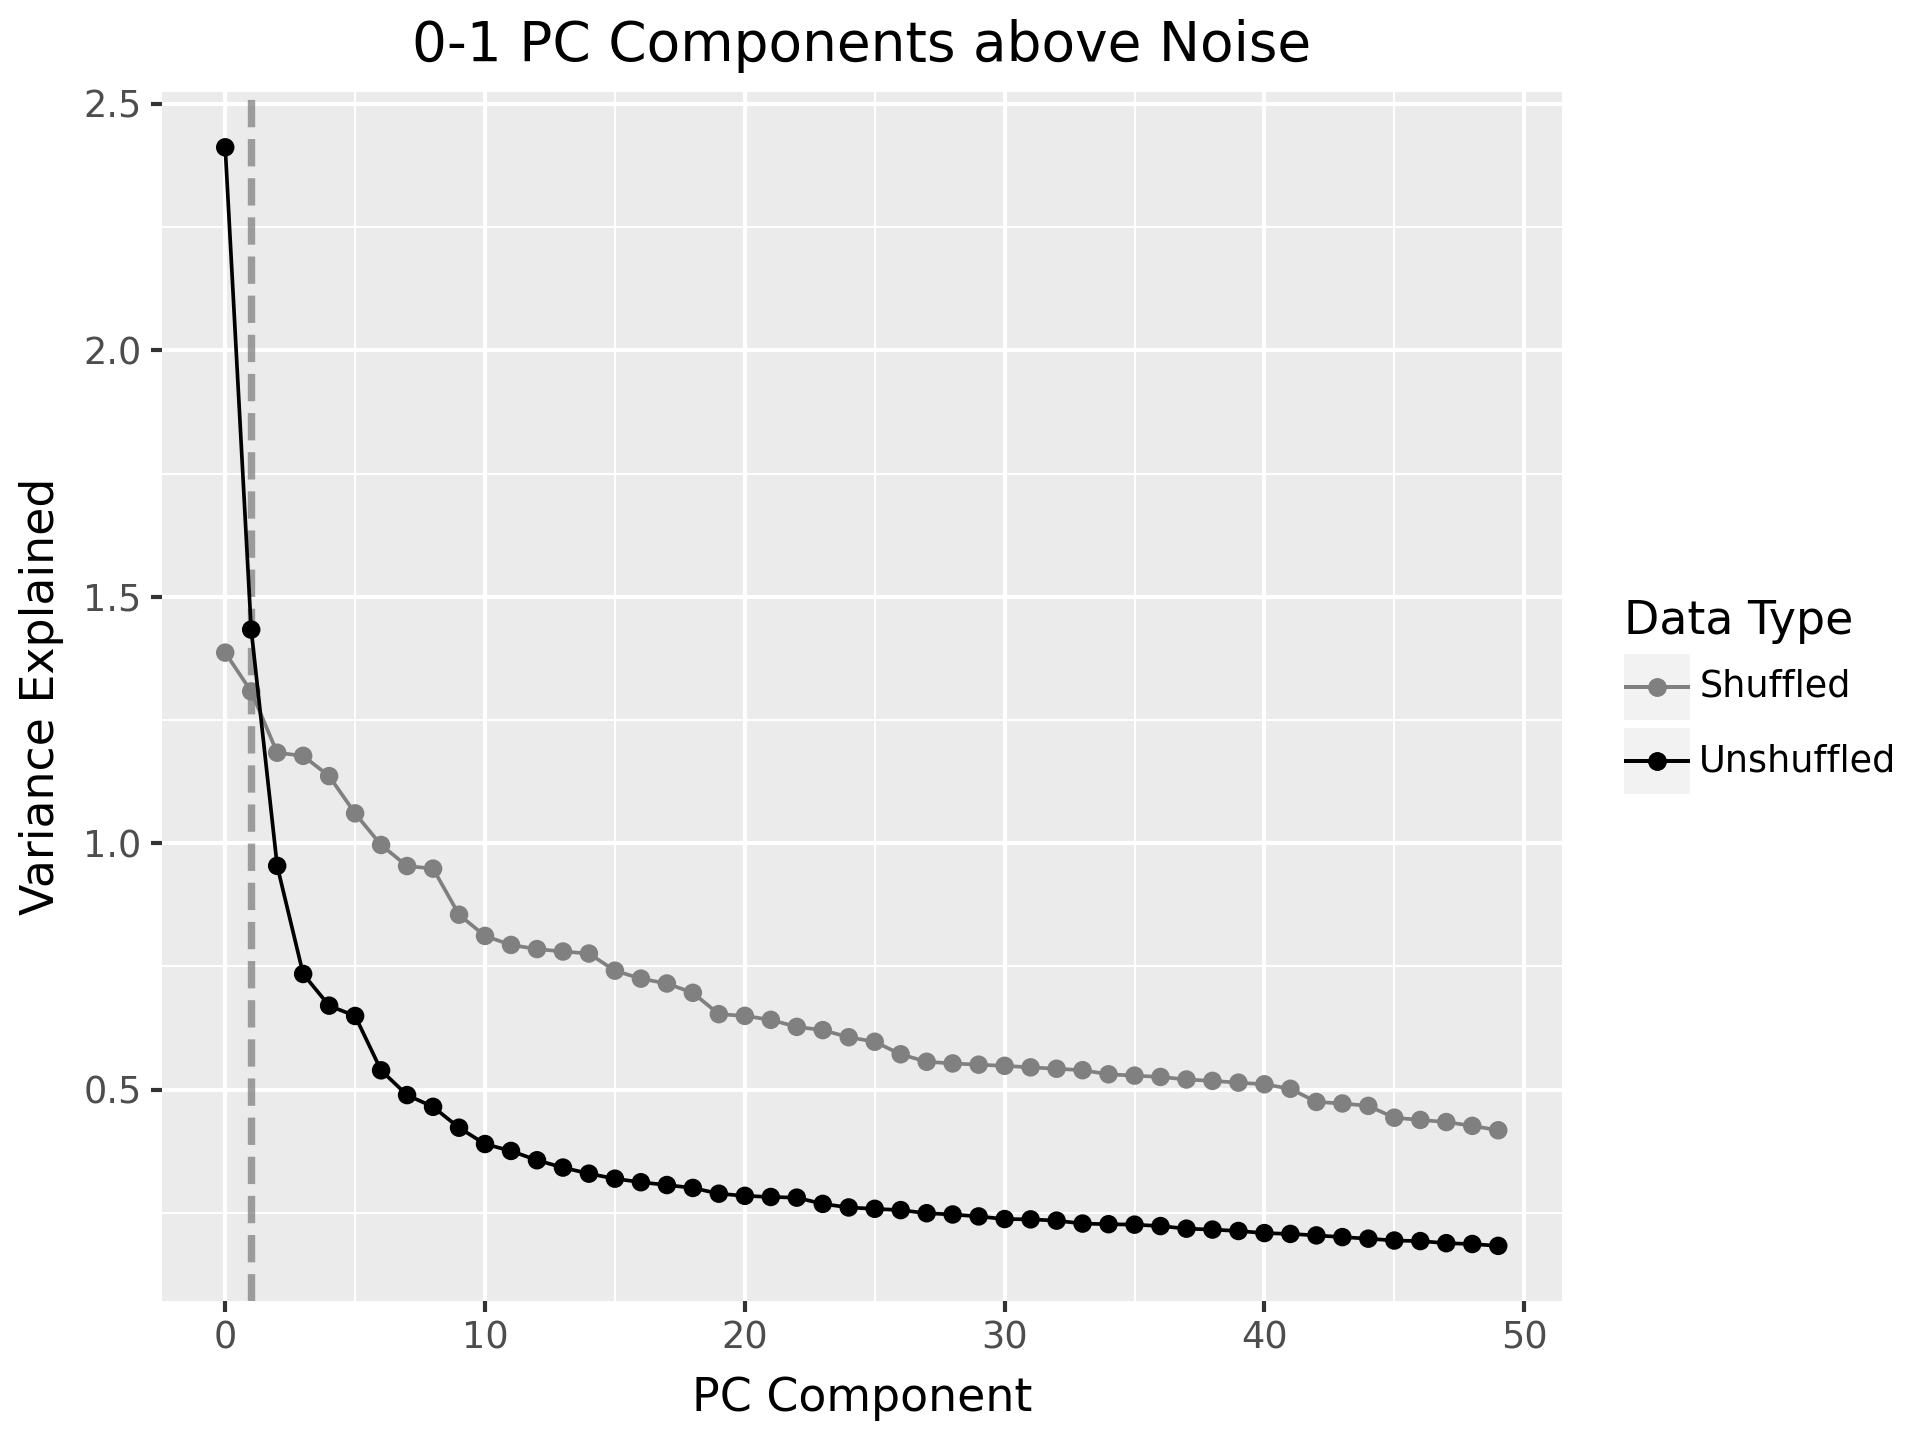 0-1 PC Components above Noise
2.5
2.0
1.5
1.0
0.5
Variance Explained
0 10 20 30 40 50
PC Component
Data Type
Shuffled
Unshuffled